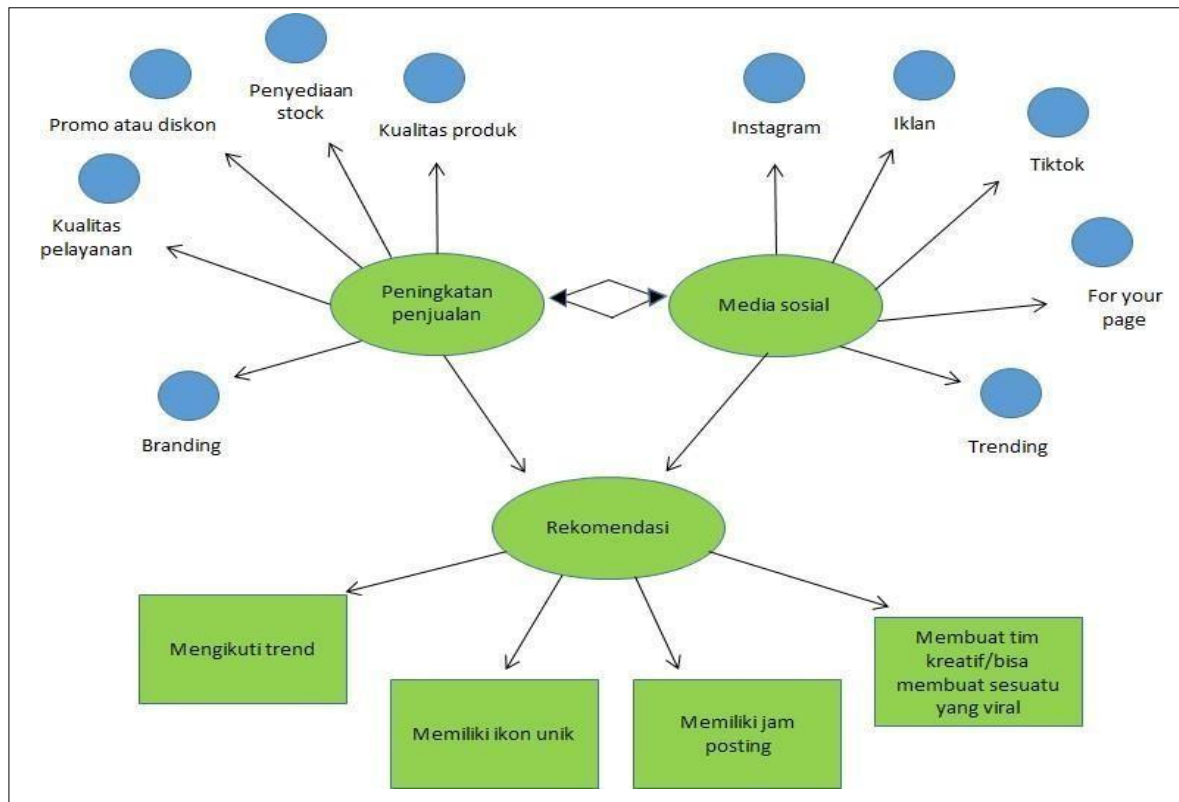 Penyediaan
stock
Promo atau diskon
Kualitas produk
Instagram
Iklan
Tiktok
Kualitas
pelayanan
Peningkatan
penjualan
Media sosial
For your
page
Branding
Trending
Rekomendasi
Mengikuti trend
Memiliki ikon unik
Memiliki jam
posting
Membuat tim
kreatif/bisa
membuat sesuatu
yang viral